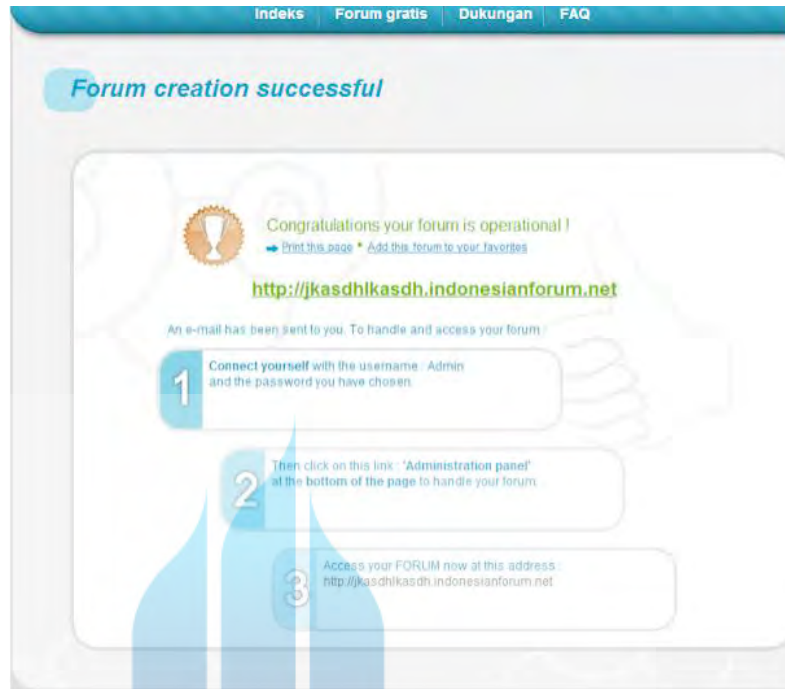 Indeks Forum gratis Dukungan FAQ
Forum creation successful
Congratulations your forum is operational !
Print this page * Add this forum to your favorites
http://jkasdhlkasdh.indonesianforum.net
An e-mail has been sent to you. To handle and access your forum :
1
Connect yourself with the username : Admin
and the password you have chosen.
2
Then click on this link : 'Administration panel'
at the bottom of the page to handle your forum.
3
Access your FORUM now at this address :
http://jkasdhlkasdh.indonesianforum.net